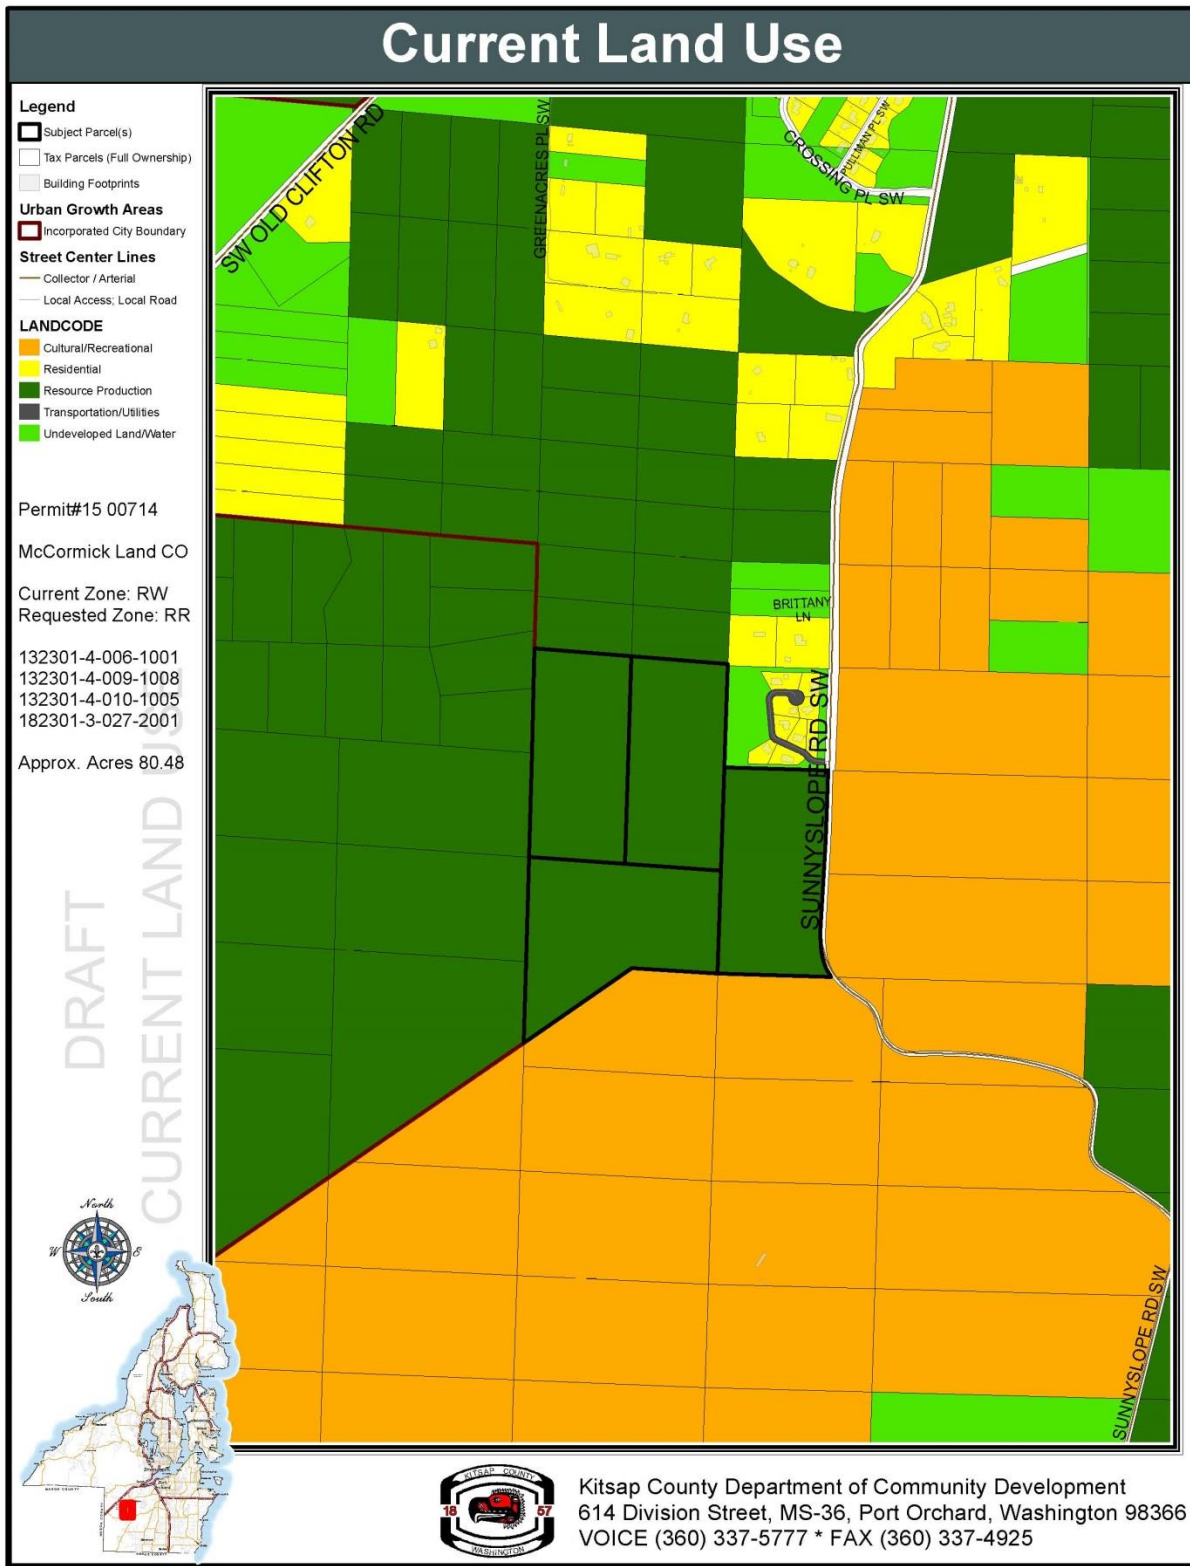 Current Land Use
Legend
Subject Parcel(s)
Tax Parcels (Full Ownership)
Building Footprints
Urban Growth Areas
Incorporated City Boundary
Street Center Lines
Collector / Arterial
Local Access; Local Road
LANDCODE
Cultural/Recreational
Residential
Resource Production
Transportation/Utilities
Undeveloped Land/Water
Permit#15 00714
McCormick Land CO
Current Zone: RW
Requested Zone: RR
132301-4-006-1001
132301-4-009-1008
132301-4-010-1005
182301-3-027-2001
Approx. Acres 80.48
DRAFT
CURRENT LAND USE
SW OLD CLIFTON RD
GREENACRES PL SW
CROSSING PL SW
PULLMAN PL SW
BRITTANY
LN
SUNNYSLOPE RD SW
SUNNYSLOPE RD SW
North
W
E
South
KITSAP COUNTY
18 57
WASHINGTON
Kitsap County Department of Community Development
614 Division Street, MS-36, Port Orchard, Washington 98366
VOICE (360) 337-5777 * FAX (360) 337-4925